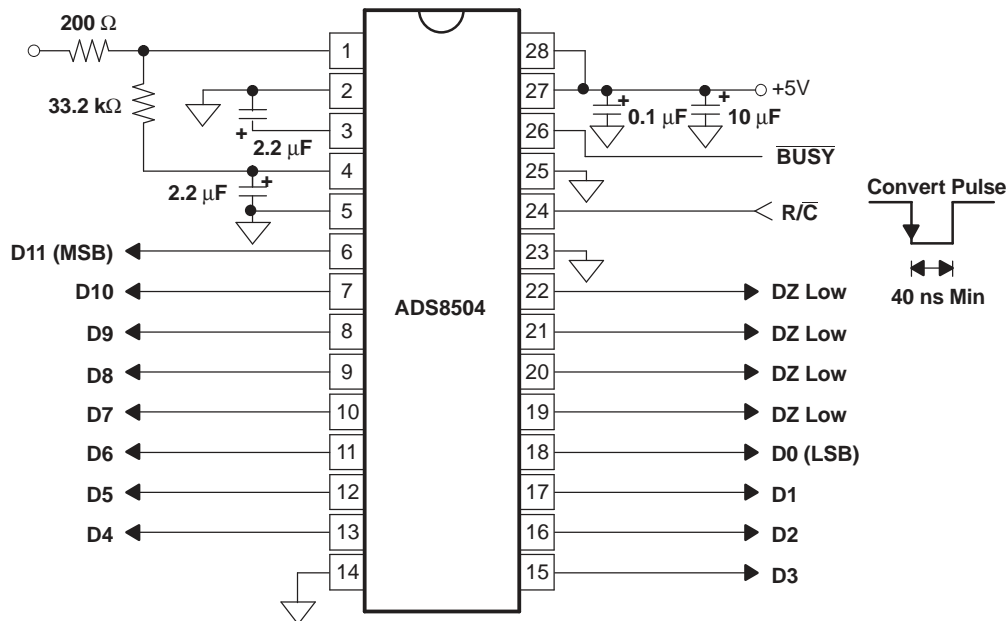 200 Ω
33.2 kΩ
+
2.2 µF
2.2 µF
+
1
2
3
4
5
6
7
8
9
10
11
12
13
14
D11 (MSB)
D10
D9
D8
D7
D6
D5
D4
ADS8504
28
27
26
25
24
23
22
21
20
19
18
17
16
15
+5V
+
0.1 µF
+
10 µF
B̅U̅S̅Y̅
R/C̅
DZ Low
DZ Low
DZ Low
DZ Low
D0 (LSB)
D1
D2
D3
Convert Pulse
40 ns Min